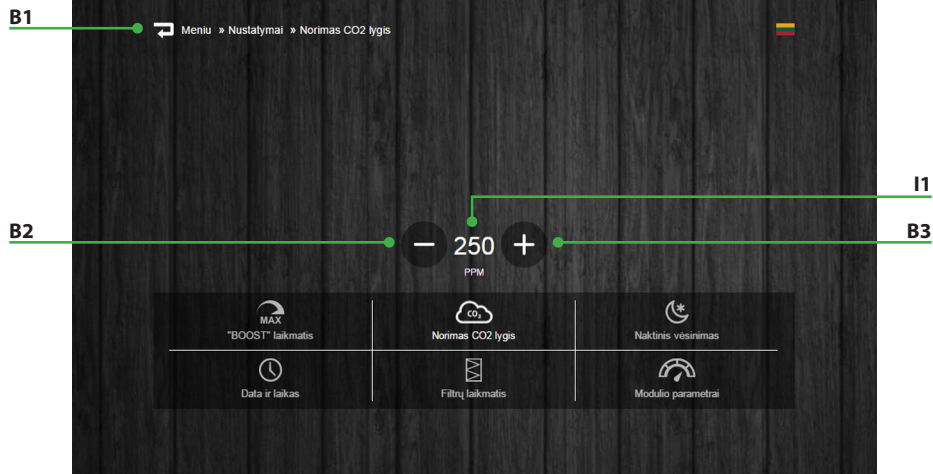 B1
Meniu » Nustatymai » Norimas CO2 lygis
I1
B2
B3
250
PPM
MAX
CO₂
"BOOST" laikmatis
Norimas CO2 lygis
Naktinis vėsinimas
Data ir laikas
Filtrų laikmatis
Modulio parametrai